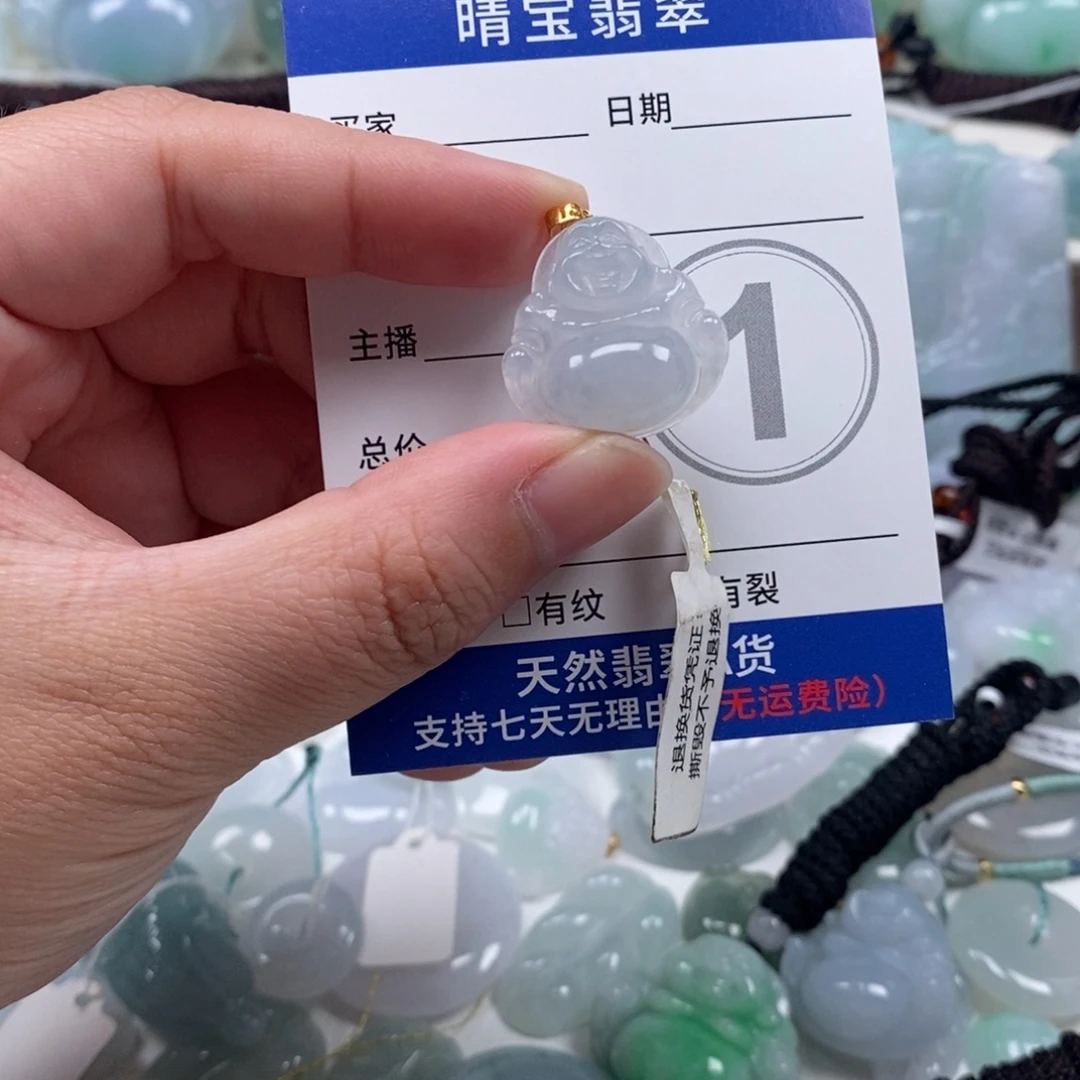 晴宝翡翠
买家 日期
主播
1
总价
□有纹 有裂
天然翡翠 货
支持七天无理由 无运费险）
退换货凭证
撕毁不予退换